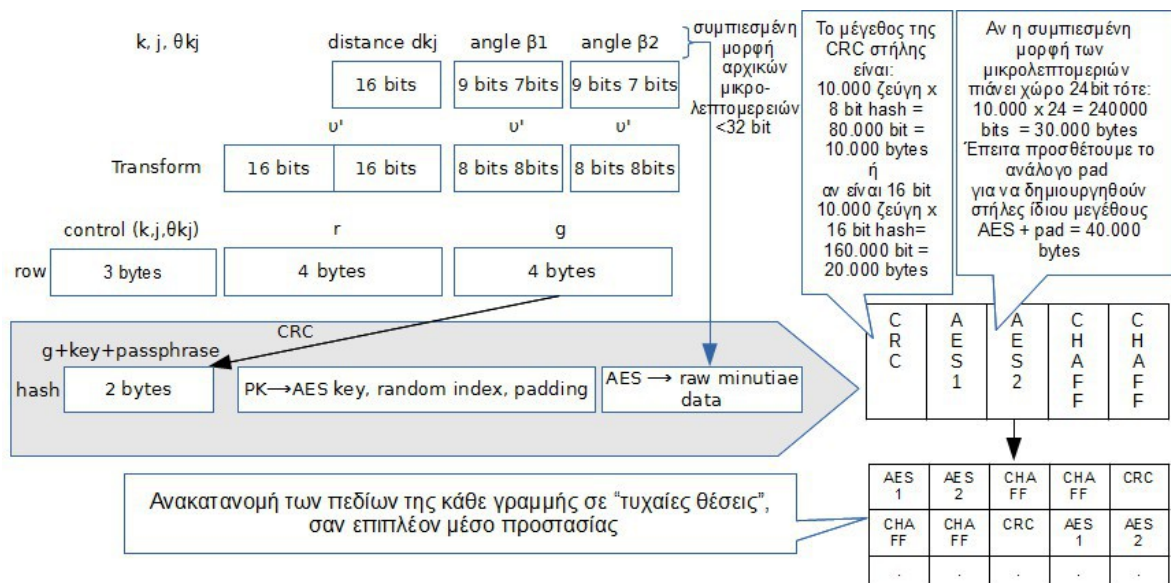 k, j, θkj
distance dkj
angle β1
angle β2
16 bits
9 bits 7bits
9 bits 7 bits
υ'
υ'
υ'
Transform
16 bits
16 bits
8 bits 8bits
8 bits 8bits
συμπιεσμένη
μορφή
αρχικών
μικρο-
λεπτομερειών
<32 bit
Το μέγεθος της
CRC στήλης
είναι:
10.000 ζεύγη x
8 bit hash =
80.000 bit =
10.000 bytes
ή
αν είναι 16 bit
10.000 ζεύγη x
16 bit hash=
160.000 bit =
20.000 bytes
Αν η συμπιεσμένη
μορφή των
μικρολεπτομεριών
πιάνει χώρο 24bit τότε:
10.000 x 24 = 240000
bits = 30.000 bytes
Έπειτα προσθέτουμε το
ανάλογο pad
για να δημιουργηθούν
στήλες ίδιου μεγέθους
AES + pad = 40.000
bytes
control (k,j,θkj)
r
g
row
3 bytes
4 bytes
4 bytes
CRC
g+key+passphrase
hash
2 bytes
PK→AES key, random index, padding
AES → raw minutiae
data
CRC
AES1
AES2
CHAFF
CHAFF
AES 1
AES 2
CHA FF
CHA FF
CRC
CHA FF
CHA FF
CRC
AES 1
AES 2
. . . . .
Ανακατανομή των πεδίων της κάθε γραμμής σε “τυχαίες θέσεις”,
σαν επιπλέον μέσο προστασίας